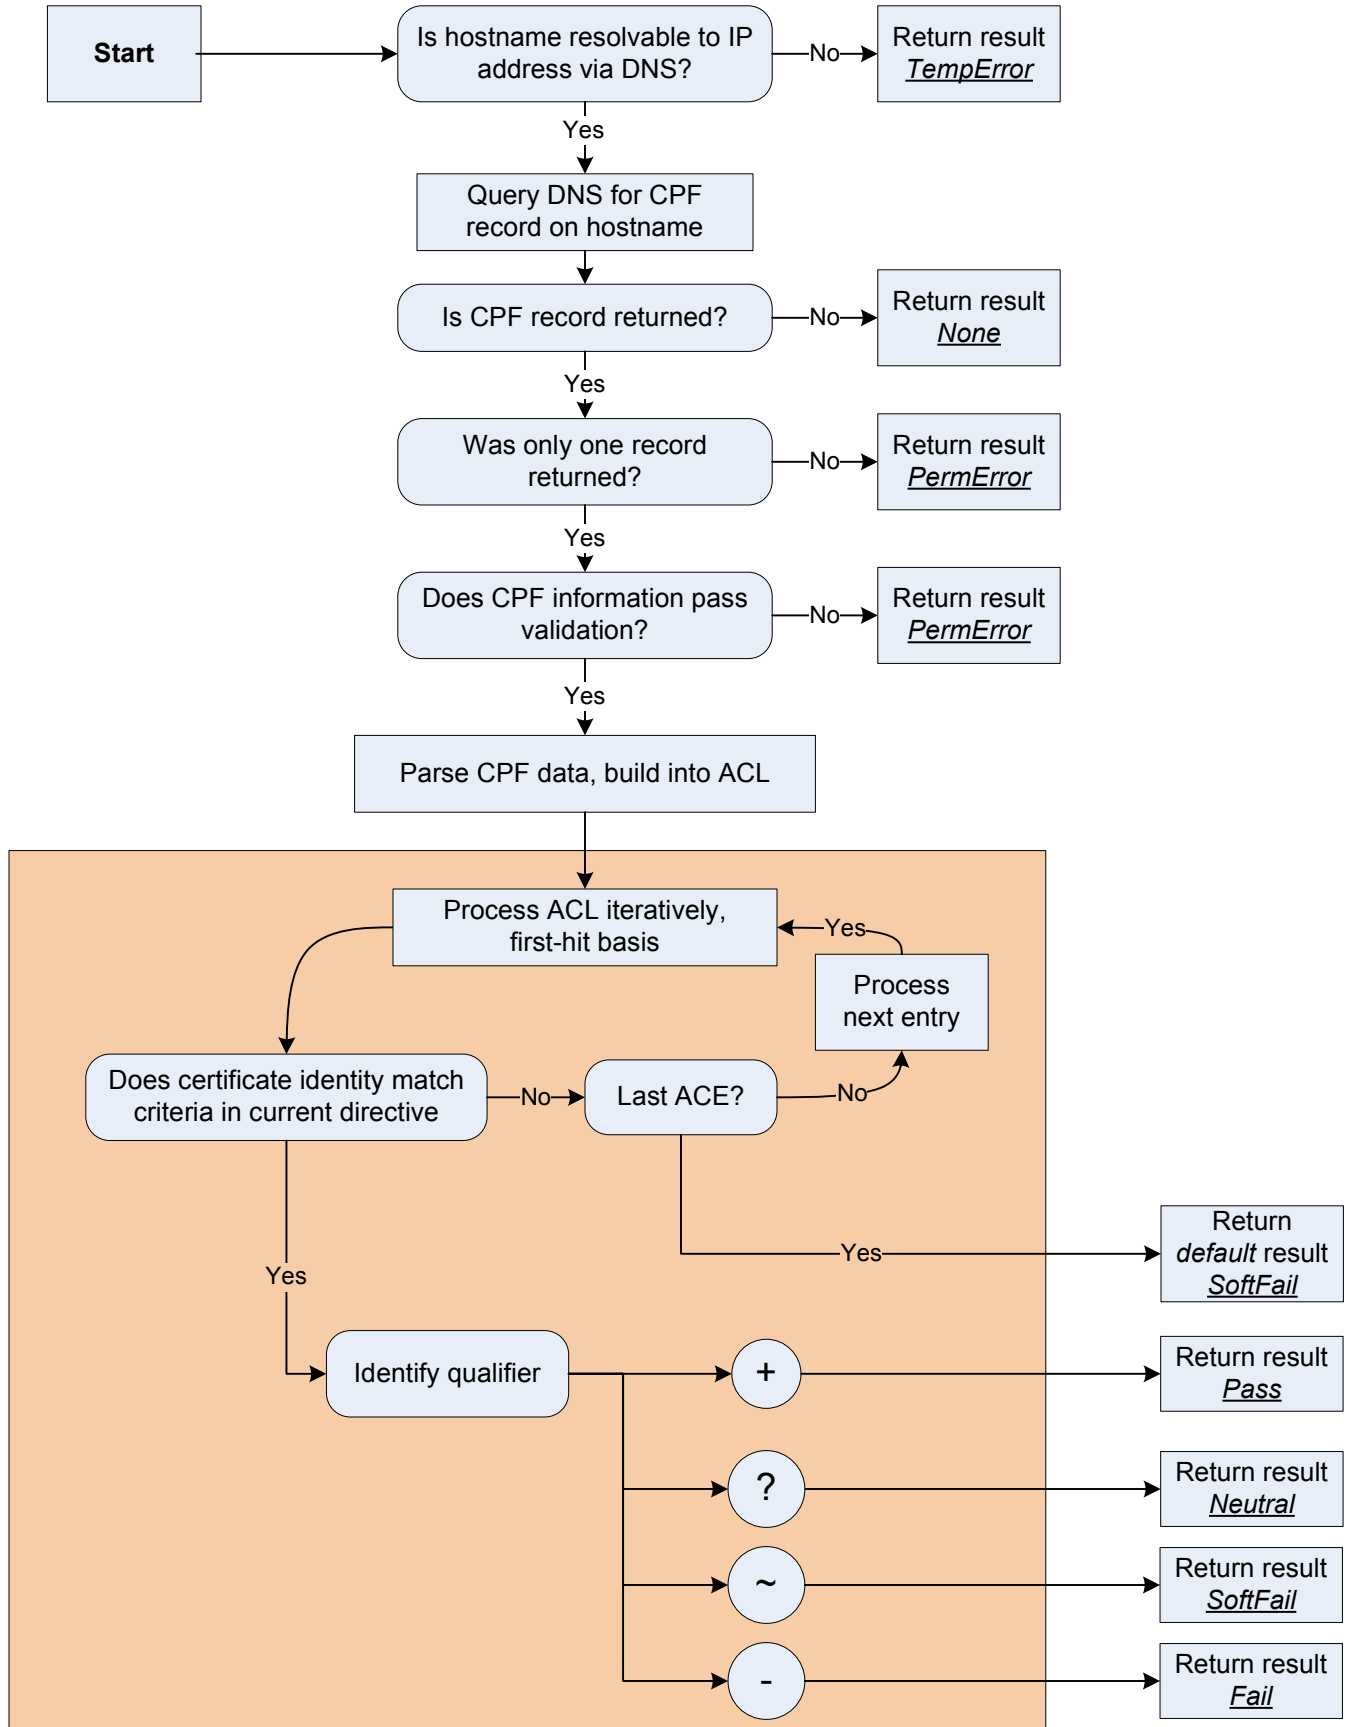 Start
Is hostname resolvable to IP
address via DNS?
No
Return result
TempError
Yes
Query DNS for CPF
record on hostname
Is CPF record returned?
No
Return result
None
Yes
Was only one record
returned?
No
Return result
PermError
Yes
Does CPF information pass
validation?
No
Return result
PermError
Yes
Parse CPF data, build into ACL
Process ACL iteratively,
first-hit basis
Yes
Process
next entry
Does certificate identity match
criteria in current directive
No
Last ACE?
No
Yes
Return
default result
SoftFail
Yes
Identify qualifier
+
Return result
Pass
?
Return result
Neutral
~
Return result
SoftFail
-
Return result
Fail